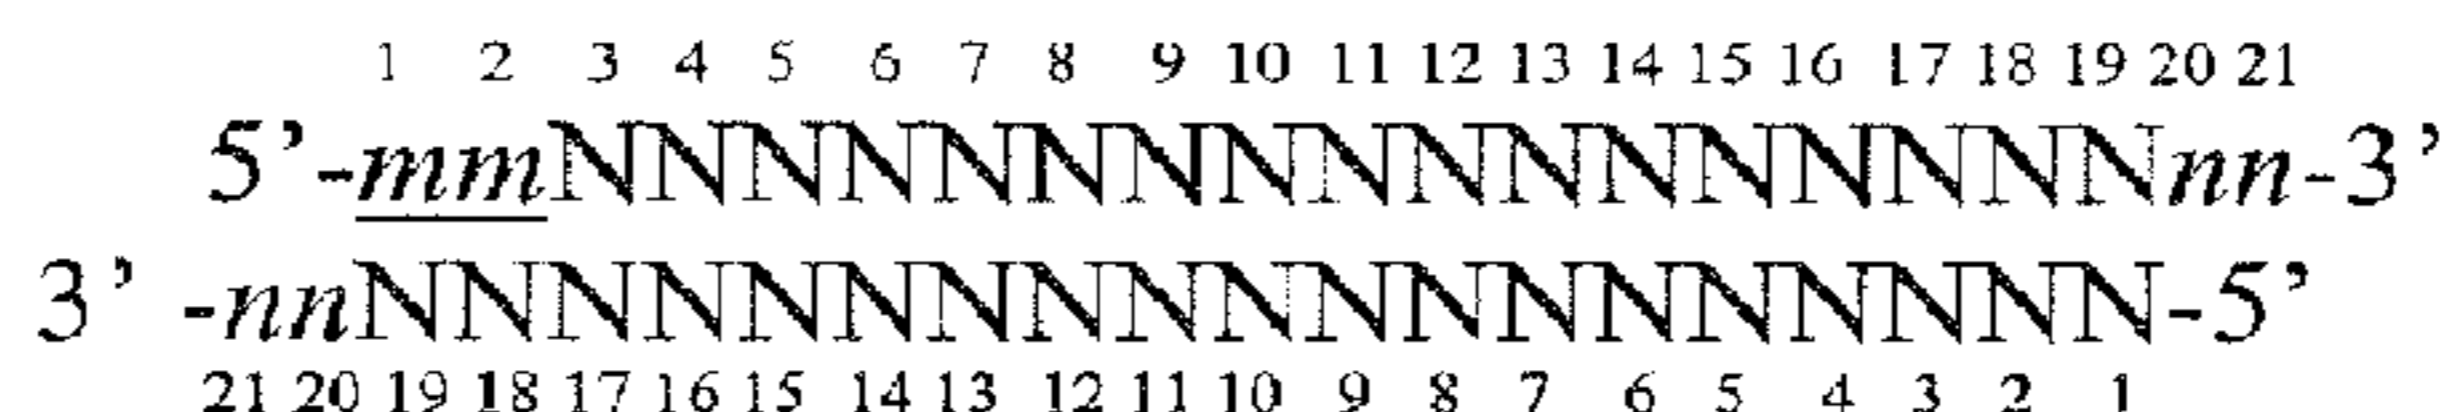 1 2 3 4 5 6 7 8 9 10 11 12 13 14 15 16 17 18 19 20 21
5’-mmNNNNNNNNNNNNNNNNNnn-3’
3’ -nnNNNNNNNNNNNNNNNNNNN-5’
21 20 19 18 17 16 15 14 13 12 11 10 9 8 7 6 5 4 3 2 1